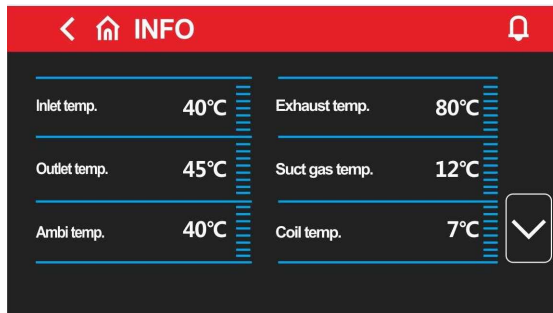 INFO
Inlet temp. 40℃ Exhaust temp. 80℃
Outlet temp. 45℃ Suct gas temp. 12℃
Ambi temp. 40℃ Coil temp. 7℃